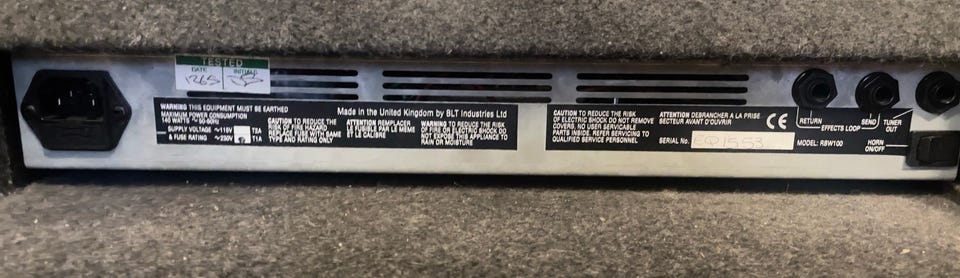 TESTED
DATE INITIALS
WARNING THIS EQUIPMENT MUST BE EARTHED
MAXIMUM POWER CONSUMPTION
140 WATTS ~ 50-60Hz
SUPPLY VOLTAGE ~115V T2A
& FUSE RATING ~230V T1A
CAUTION TO REDUCE THE
RISK OF FIRE HAZARD
REPLACE FUSE WITH SAME
TYPE AND RATING ONLY
Made in the United Kingdom by BLT Industries Ltd
ATTENTION REMPLACER
LE FUSIBLE PAR LE MEME
ET LE CALIBRE
WARNING TO REDUCE THE RISK
OF FIRE OR ELECTRIC SHOCK DO
NOT EXPOSE THIS APPLIANCE TO
RAIN OR MOISTURE
CAUTION TO REDUCE THE RISK
OF ELECTRIC SHOCK DO NOT REMOVE
COVERS. NO USER SERVICABLE
PARTS INSIDE. REFER SERVICING TO
QUALIFIED SERVICE PERSONNEL
ATTENTION DEBRANCHER A LA PRISE
SECTEUR AVANT D'OUVRIR
CE
SERIAL No. EQ1553
MODEL: RBW100
RETURN SEND
EFFECTS LOOP
TUNER
OUT
HORN
ON/OFF